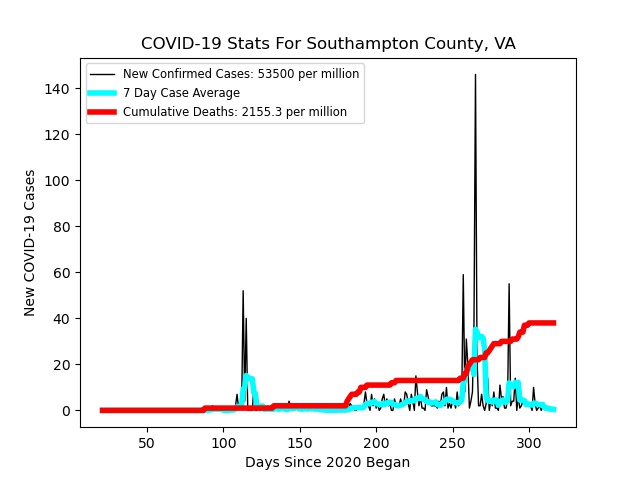 COVID-19 Stats For Southampton County, VA
New Confirmed Cases: 53500 per million
7 Day Case Average
Cumulative Deaths: 2155.3 per million
New COVID-19 Cases
140
120
100
80
60
40
20
0
50 100 150 200 250 300
Days Since 2020 Began